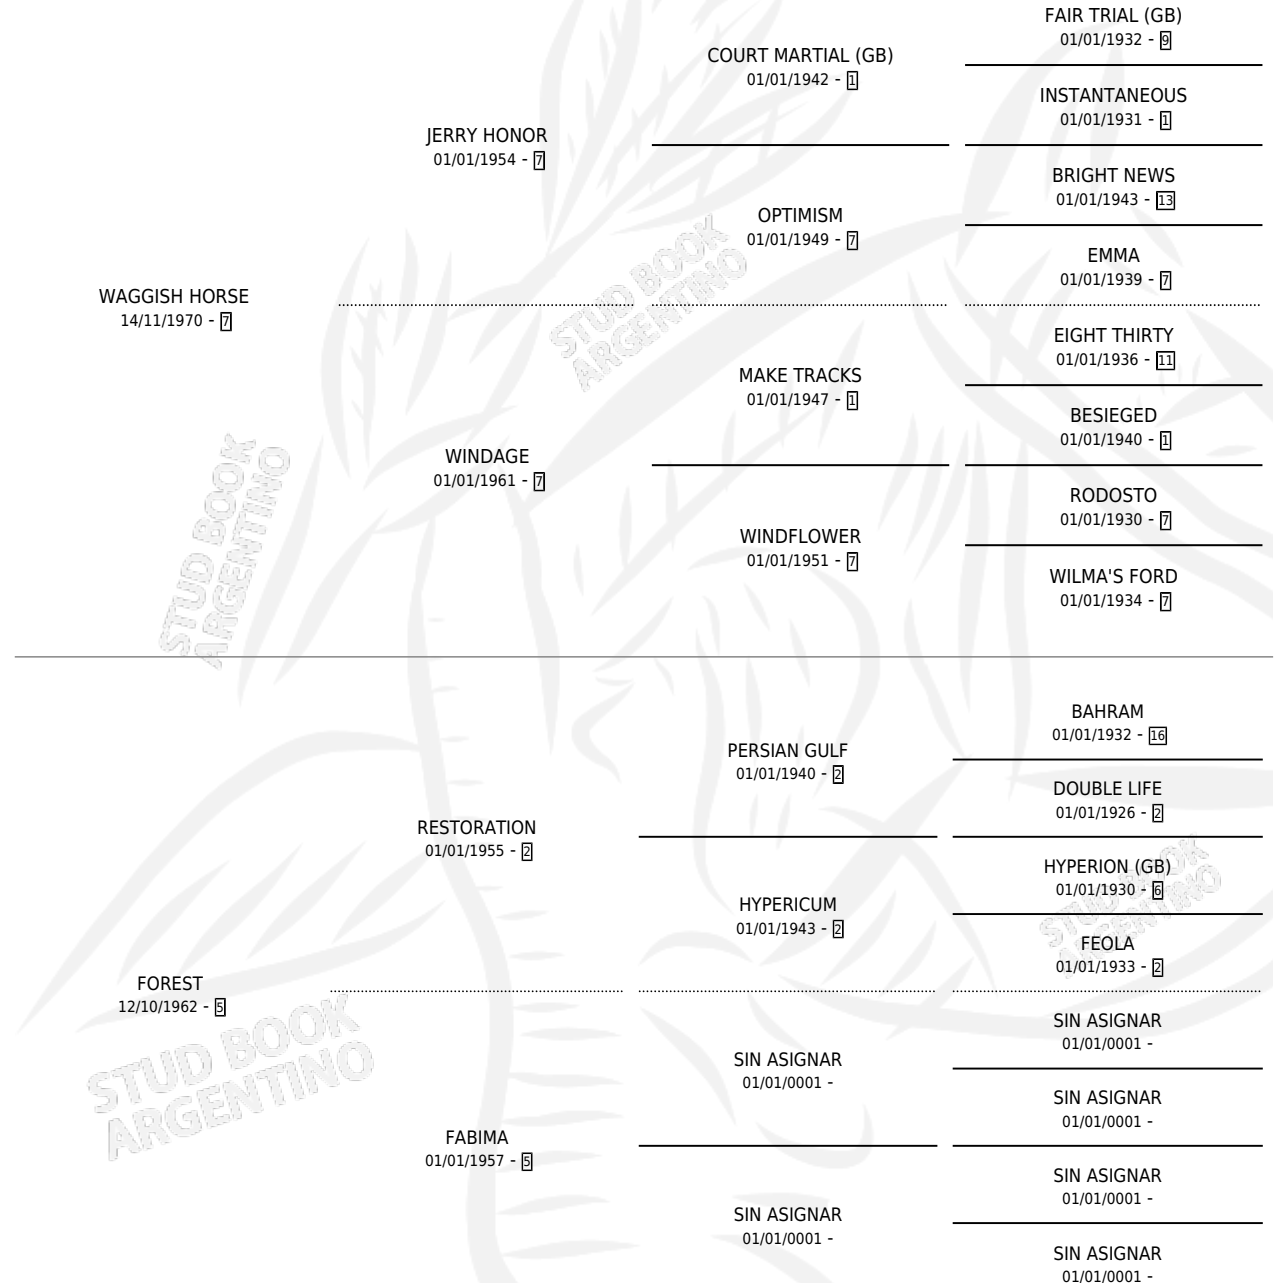 FAIR TRIAL (GB)
01/01/1932 - 9
COURT MARTIAL (GB)
01/01/1942 - 1
INSTANTANEOUS
01/01/1931 - 1
JERRY HONOR
01/01/1954 - 7
BRIGHT NEWS
01/01/1943 - 13
OPTIMISM
01/01/1949 - 7
EMMA
01/01/1939 - 7
WAGGISH HORSE
14/11/1970 - 7
EIGHT THIRTY
01/01/1936 - 11
MAKE TRACKS
01/01/1947 - 1
BESIEGED
01/01/1940 - 1
WINDAGE
01/01/1961 - 7
RODOSTO
01/01/1930 - 7
WINDFLOWER
01/01/1951 - 7
WILMA'S FORD
01/01/1934 - 7
BAHRAM
01/01/1932 - 16
PERSIAN GULF
01/01/1940 - 2
DOUBLE LIFE
01/01/1926 - 2
RESTORATION
01/01/1955 - 2
HYPERION (GB)
01/01/1930 - 6
HYPERICUM
01/01/1943 - 2
FEOLA
01/01/1933 - 2
FOREST
12/10/1962 - 5
SIN ASIGNAR
01/01/0001 -
SIN ASIGNAR
01/01/0001 -
SIN ASIGNAR
01/01/0001 -
FABIMA
01/01/1957 - 5
SIN ASIGNAR
01/01/0001 -
SIN ASIGNAR
01/01/0001 -
SIN ASIGNAR
01/01/0001 -
STUD BOOK
ARGENTINO
STUD BOOK
ARGENTINO
STUD BOOK
ARGENTINO
STUD BOOK
ARGENTINO